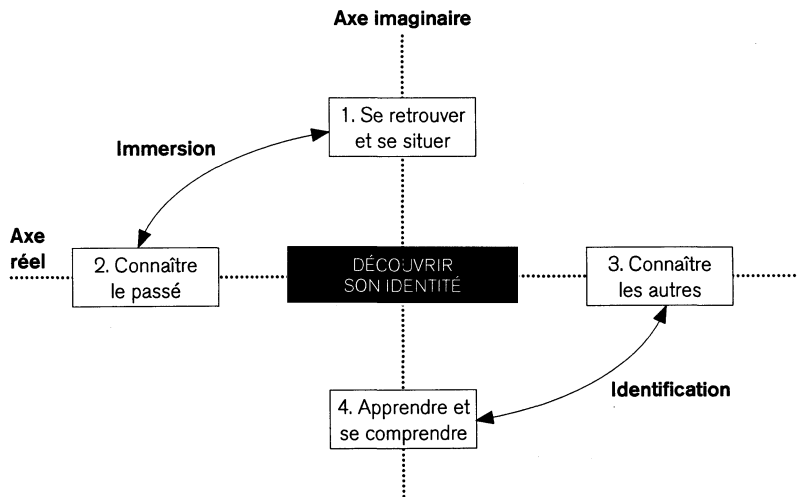 Axe imaginaire
1. Se retrouver
et se situer
Immersion
Axe
réel
2. Connaître
le passé
DÉCOUVRIR
SON IDENTITÉ
3. Connaître
les autres
Identification
4. Apprendre et
se comprendre